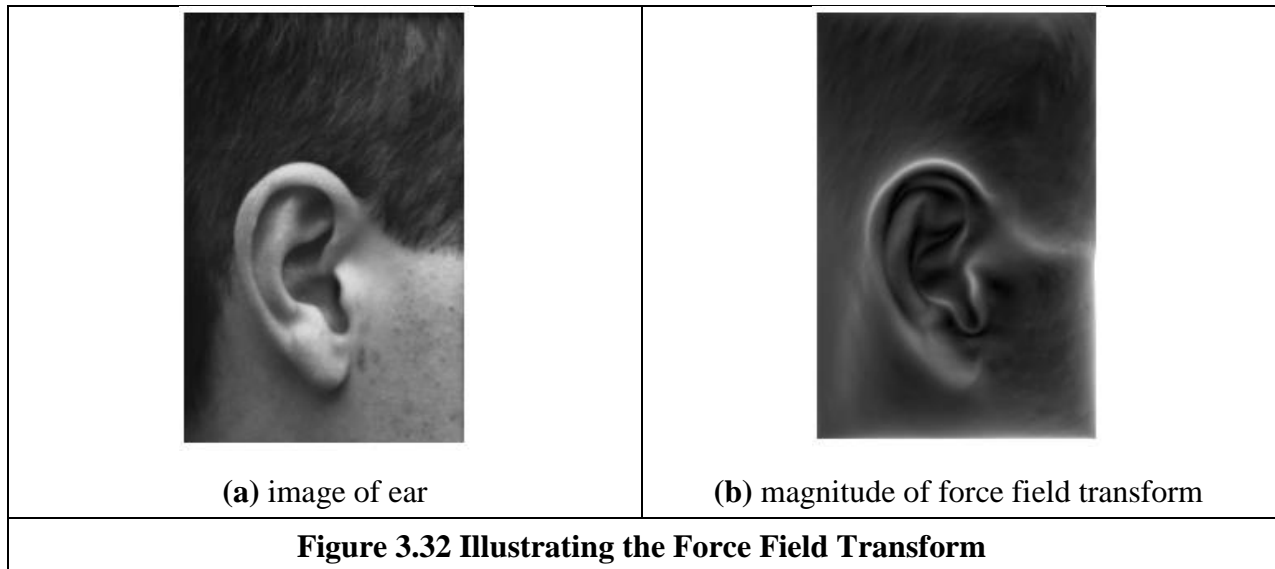 (a) image of ear
(b) magnitude of force field transform
Figure 3.32 Illustrating the Force Field Transform